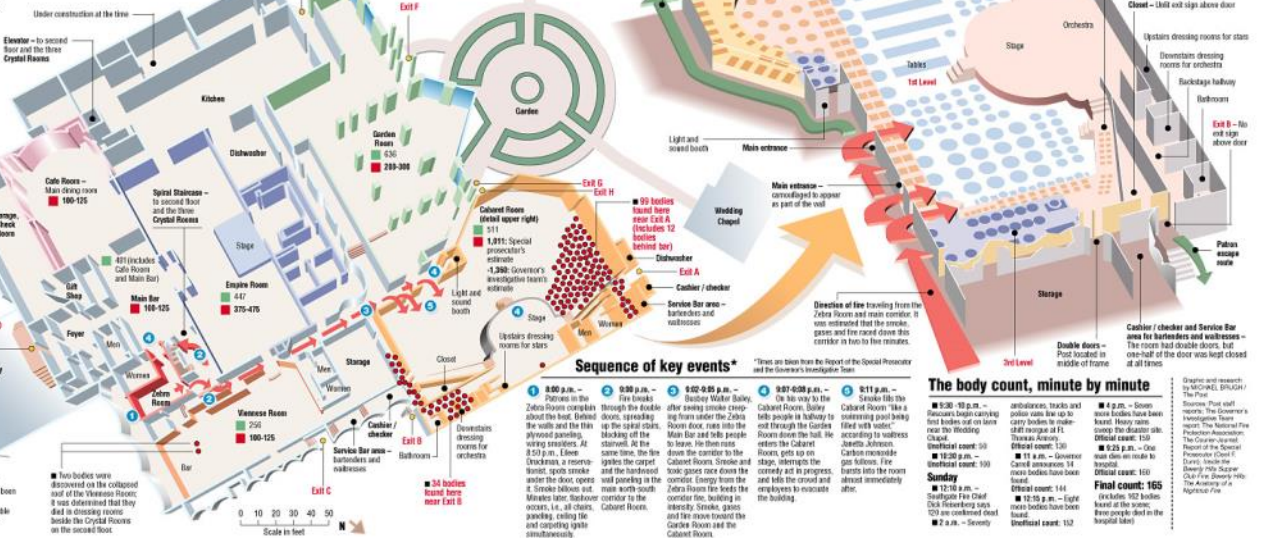 Under construction at the time
Elevator – to second
floor and the three
Crystal Rooms
Kitchen
Exit F
Garden
Garden
Room
636
Dishwasher
Cafe Room –
Main dining room
100-125
Spiral Staircase –
to second floor
and the three
Crystal Rooms
Stage
401 (includes
Cafe Room
and Main Bar)
Gift
Shop
Main Bar
100-125
Empire Room
447
375-475
Foyer
Men
Women
Zebra
Room
4
2
1
2
3
4
5
Viennese Room
256
100-125
Bar
Men
Women
Storage
Light and
sound
booth
Exit G
Exit H
Cabaret Room
(detail upper right)
511
1,011: Special
prosecutor's
estimate
-1,360: Governor's
investigative team's
estimate
4
Stage
Upstairs dressing
rooms for stars
Closet
Men
Women
■ 99 bodies
found here
near Exit A
(Includes 12
bodies
behind bar)
Dishwasher
Exit A
Cashier / checker
Service Bar area –
bartenders and
waitresses
Cashier /
checker
Service Bar area –
bartenders and
waitresses
Exit B
Bathroom
Downstairs
dressing
rooms for
orchestra
■ 34 bodies
found here
near Exit B
Exit C
■ Two bodies were
discovered on the collapsed
roof of the Viennese Room;
it was determined that they
died in dressing rooms
beside the Crystal Rooms
on the second floor.
0 10 20 30 40 50
Scale in feet
N
Wedding
Chapel
Light and
sound booth
Main entrance
Main entrance –
camouflaged to appear
as part of the wall
Tables
1st Level
Stage
Orchestra
Closet – Unlit exit sign above door
Upstairs dressing rooms for stars
Downstairs dressing
rooms for orchestra
Backstage hallway
Bathroom
Exit B – No
exit sign
above door
Patron
escape
route
Storage
3rd Level
Direction of fire traveling from the
Zebra Room and main corridor. It
was estimated that the smoke,
gases and fire raced down this
corridor in two to five minutes.
Double doors –
Post located in
middle of frame
Cashier / checker and Service Bar
area for bartenders and waitresses –
The room had double doors, but
one-half of the door was kept closed
at all times
Sequence of key events*
*Times are taken from the Report of the Special Prosecutor
and the Governor's Investigative Team
1 8:00 p.m. –
Patrons in the
Zebra Room complain
about the heat. Behind
the walls and the thin
plywood paneling,
wiring smolders. At
8:50 p.m., Eileen
Druckman, a reserva-
tionist, spots smoke
under the door, opens
it. Smoke billows out.
Minutes later, flashover
occurs, i.e., all chairs,
paneling, ceiling tile
and carpeting ignite
simultaneously.
2 9:00 p.m. –
Fire breaks
through the double
doors, spreading
up the spiral stairs,
blocking off the
stairwell. At the
same time, the fire
ignites the carpet
and the hardwood
wall paneling in the
main north-south
corridor to the
Cabaret Room.
3 9:02-9:05 p.m. –
Busboy Walter Bailey,
after seeing smoke creep-
ing from under the Zebra
Room door, runs into the
Main Bar and tells people
to leave. He then runs
down the corridor to the
Cabaret Room. Smoke and
toxic gases race down the
corridor. Energy from the
Zebra Room fire feeds the
corridor fire, building in
intensity. Smoke, gases
and fire move toward the
Garden Room and the
Cabaret Room.
4 9:07-9:08 p.m. –
On his way to the
Cabaret Room, Bailey
tells people in hallway to
exit through the Garden
Room down the hall. He
enters the Cabaret
Room, gets up on
stage, interrupts the
comedy act in progress,
and tells the crowd and
employees to evacuate
the building.
5 9:11 p.m. –
Smoke fills the
Cabaret Room "like a
swimming pool being
filled with water,"
according to waitress
Janetta Johnson.
Carbon monoxide
gas follows. Fire
bursts into the room
almost immediately
after.
The body count, minute by minute
■ 9:30 -10 p.m. –
Rescuers begin carrying
first bodies out on lawn
near the Wedding
Chapel.
Unofficial count: 50
■ 10:30 p.m. –
Unofficial count: 100
Sunday
■ 12:10 a.m. –
Southgate Fire Chief
Dick Riesenberg says
120 are confirmed dead
■ 2 a.m. – Seventy
ambulances, trucks and
police vans line up to
carry bodies to make-
shift morgue at Ft.
Thomas Armory.
Official count: 130
■ 11 a.m. – Governor
Carroll announces 14
more bodies have been
found.
Official count: 144
■ 12:15 p.m. – Eight
more bodies have been
found.
Unofficial count: 152
■ 4 p.m. – Seven
more bodies have been
found. Heavy rains
sweep the disaster site.
Official count: 159
■ 9:25 p.m. – One
man dies en route to
hospital.
Official count: 160
Final count: 165
(includes 162 bodies
found at the scene;
three people died in the
hospital later)
Graphic and research
by MICHAEL BRUGH /
The Post
Sources: Post staff
reports; The Governor's
Investigative Team
report; The National Fire
Protection Association;
The Courier-Journal;
Report of the Special
Prosecutor